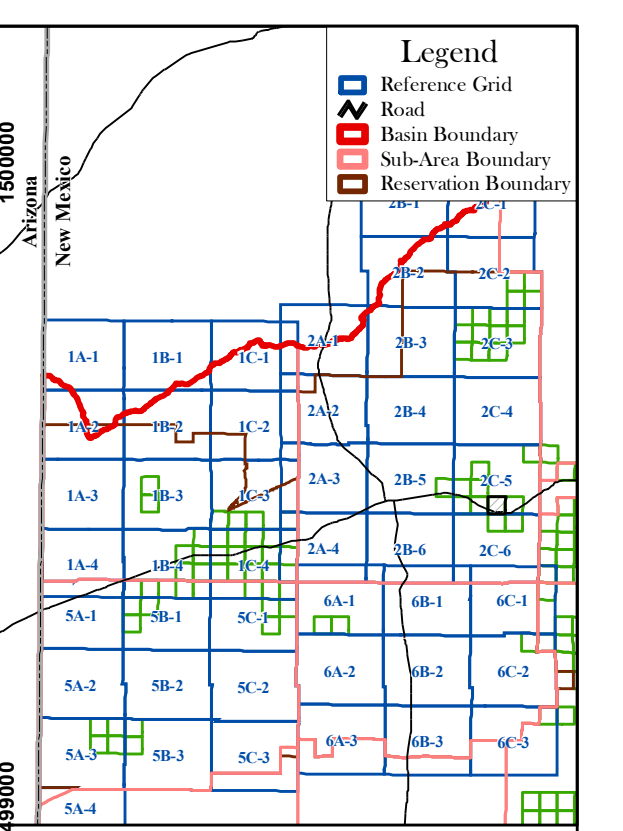 Legend
Reference Grid
Road
Basin Boundary
Sub-Area Boundary
Reservation Boundary
1500000
Arizona
New Mexico
2B-1
2C-1
2B-2
2C-2
2A-1
2B-3
2C-3
1A-1
1B-1
1C-1
2A-2
2B-4
2C-4
1A-2
1B-2
1C-2
2A-3
2B-5
2C-5
1A-3
1B-3
1C-3
2A-4
2B-6
2C-6
1A-4
1B-4
1C-4
6A-1
6B-1
6C-1
5A-1
5B-1
5C-1
6A-2
6B-2
6C-2
5A-2
5B-2
5C-2
6A-3
6B-3
6C-3
5A-3
5B-3
5C-3
5A-4
499000